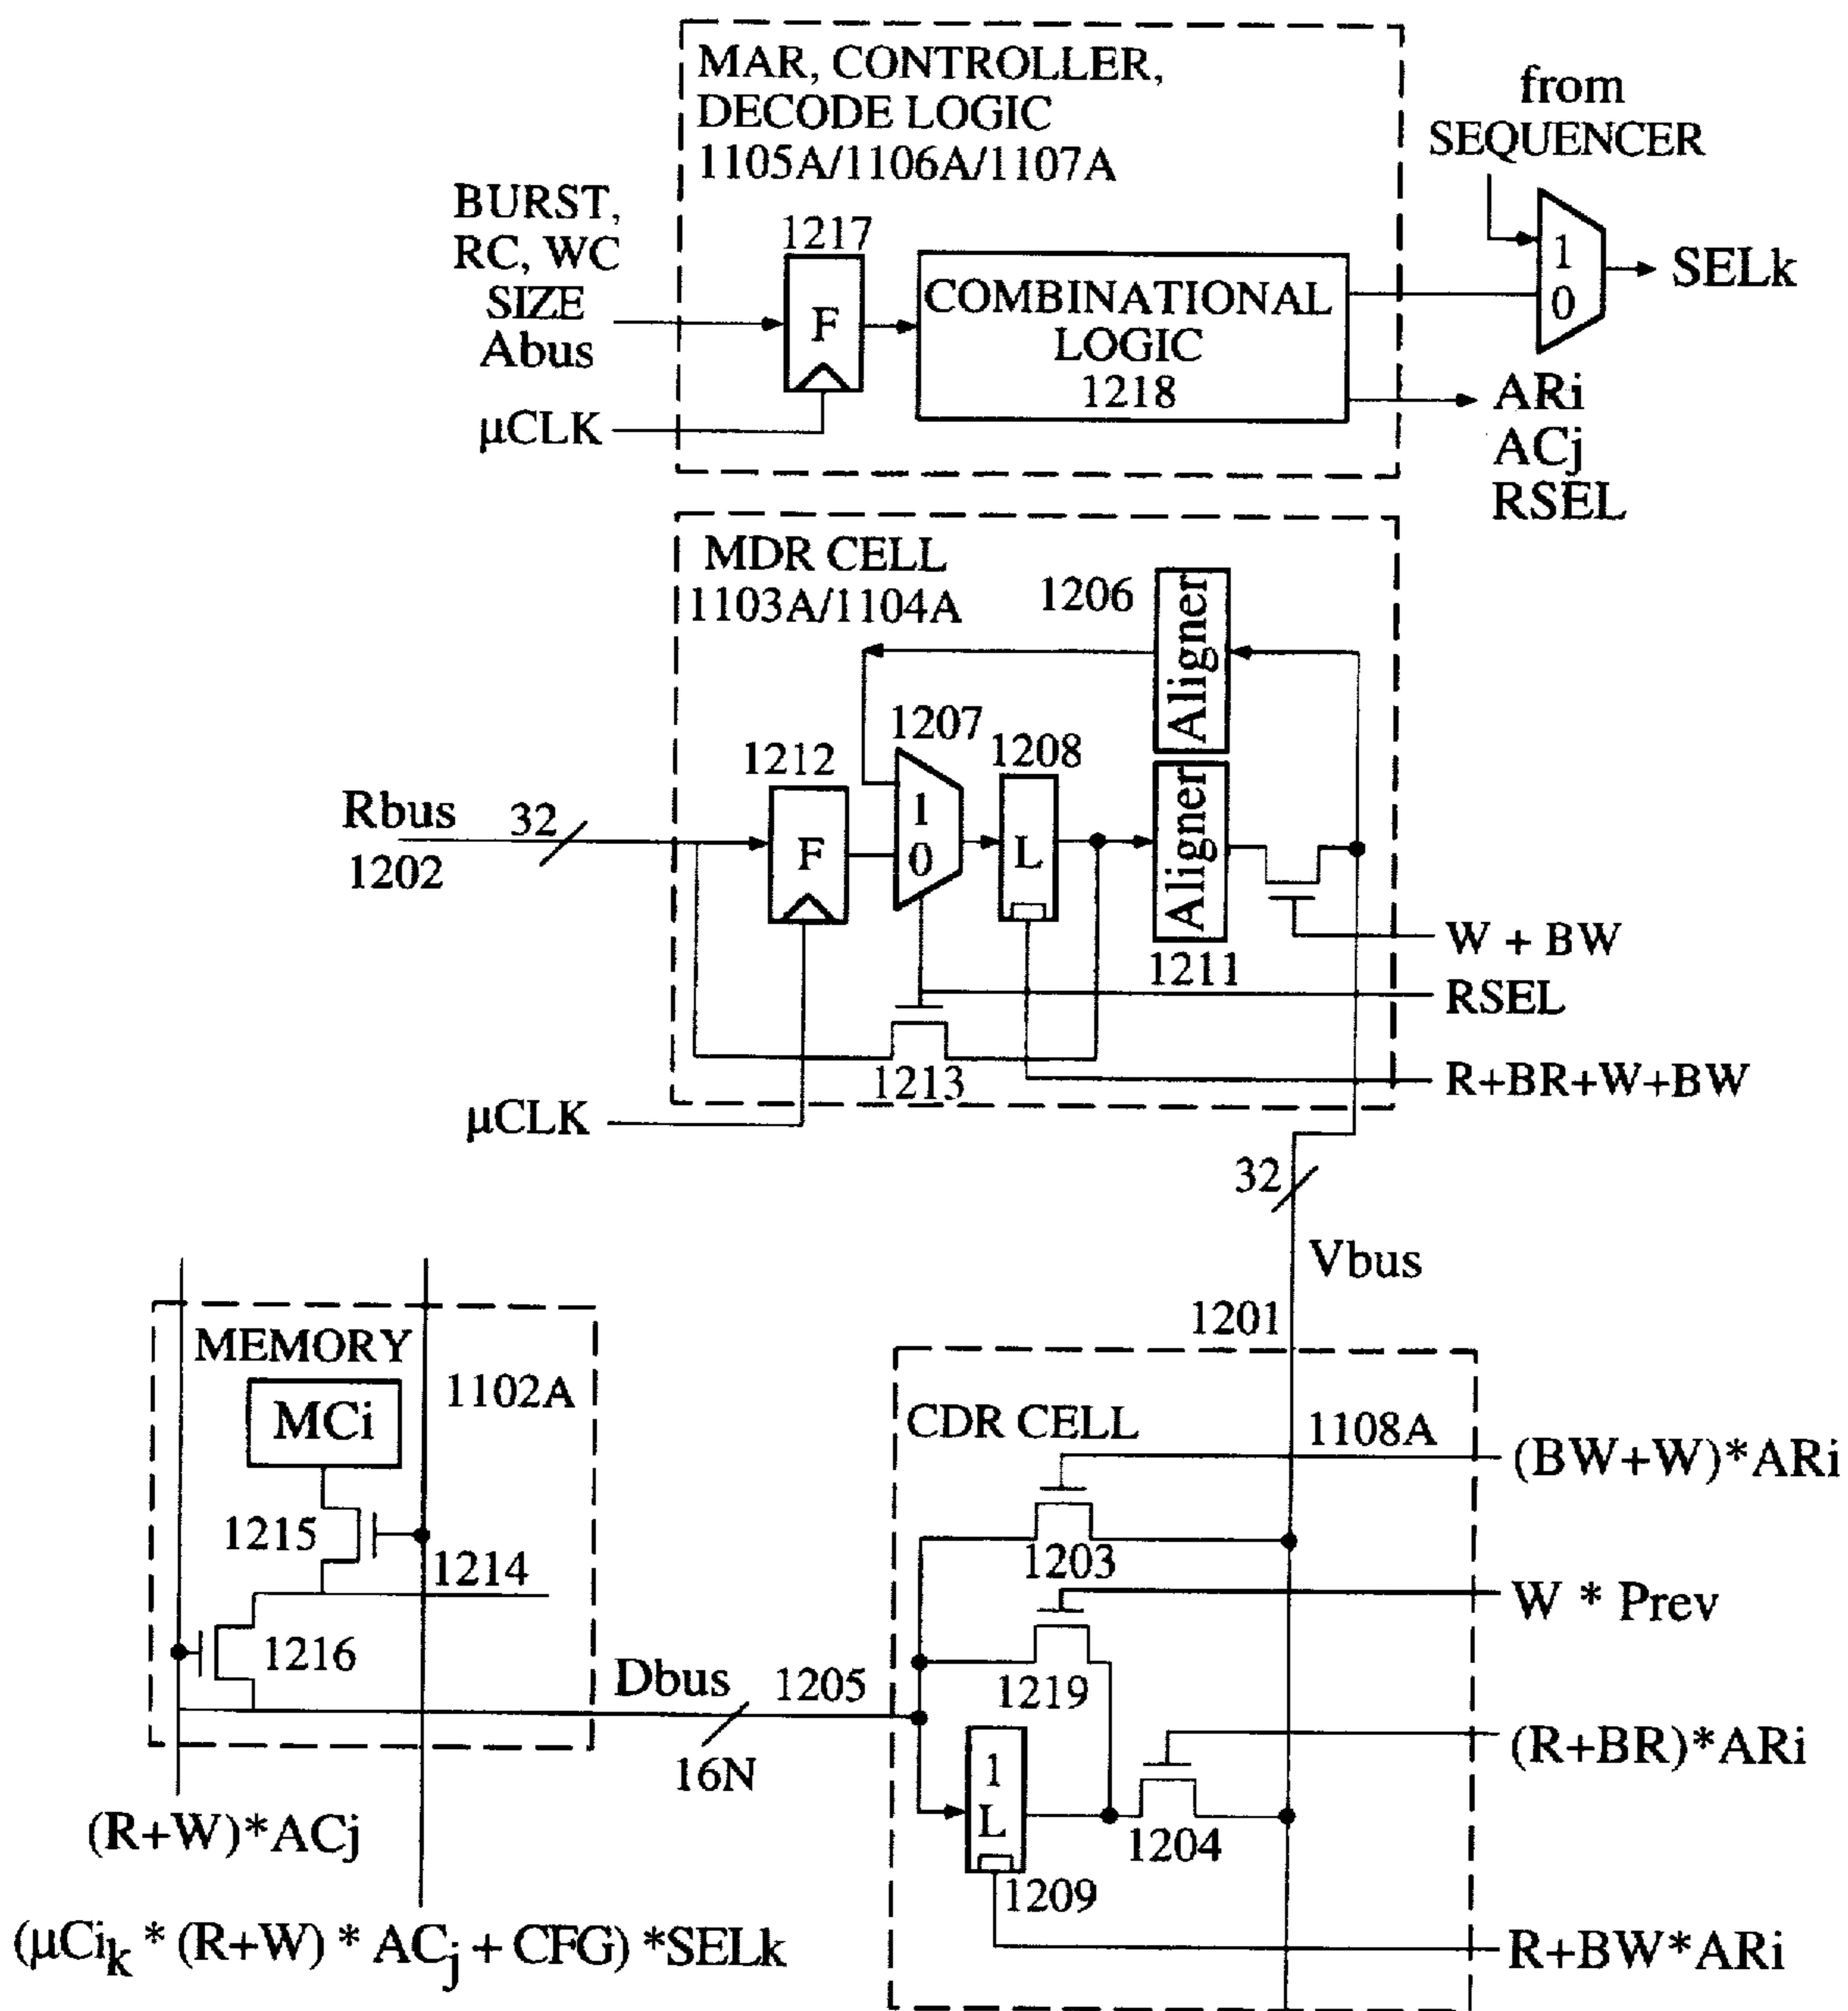 MAR, CONTROLLER,
DECODE LOGIC
1105A/1106A/1107A
from
SEQUENCER
BURST,
RC, WC
SIZE
Abus
μCLK
1217
F
COMBINATIONAL
LOGIC
1218
1
0
SELk
ARi
ACj
RSEL
MDR CELL
1103A/1104A
1206
Aligner
1207
1208
1212
Rbus
32
1202
F
1
0
L
Aligner
1211
W + BW
RSEL
1213
R+BR+W+BW
μCLK
32
Vbus
1201
MEMORY
1102A
MCi
1215
1214
1216
Dbus
1205
16N
(R+W)*ACj
(μCik * (R+W) * ACj + CFG) *SELk
CDR CELL
1108A
(BW+W)*ARi
1203
W * Prev
1219
(R+BR)*ARi
1
L
1204
1209
R+BW*ARi